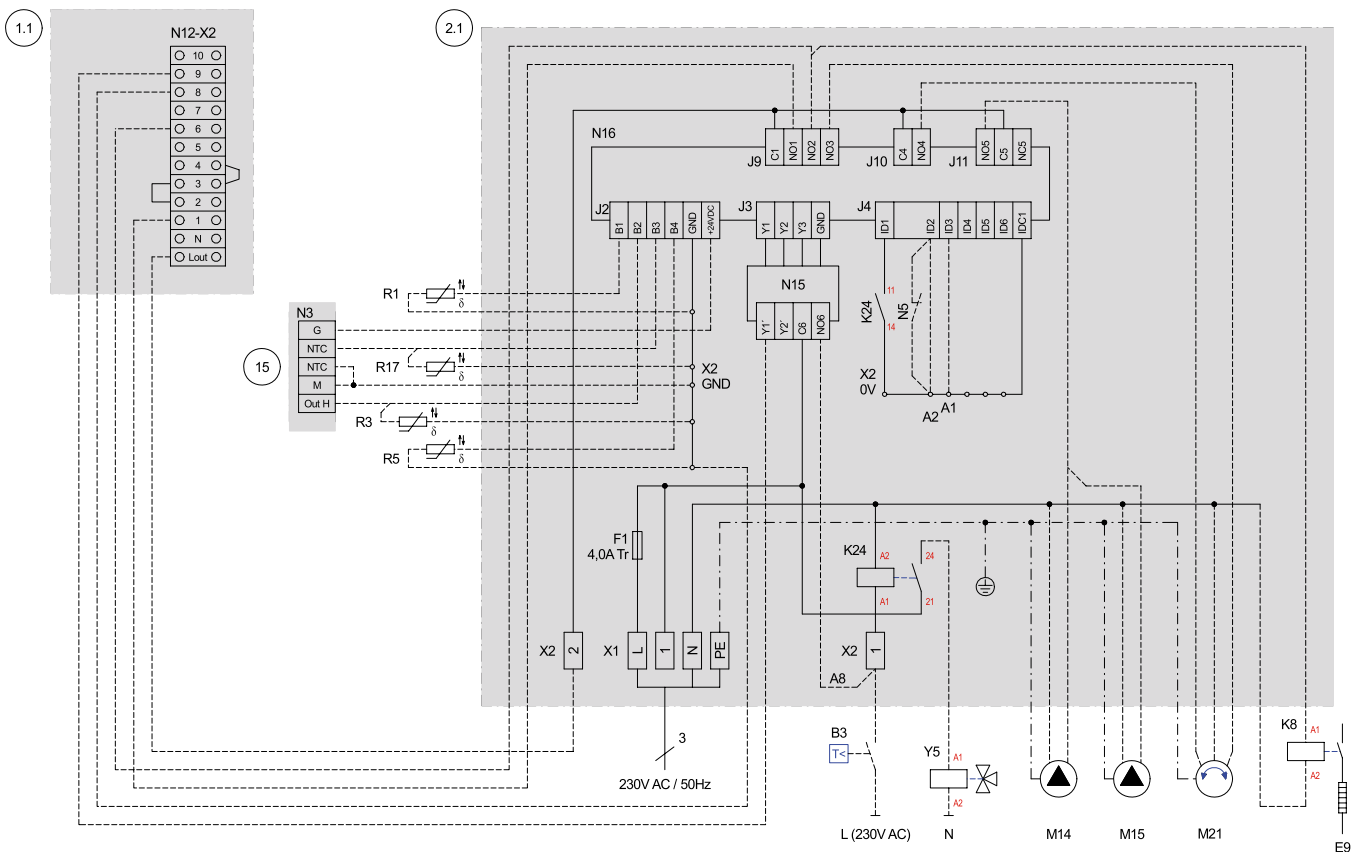 1.1
N12-X2
10
9
8
7
6
5
4
3
2
1
N
Lout
2.1
N16
J9
C1
NO1
NO2
NO3
J10
C4
NO4
J11
NO5
C5
NC5
J2
B1
B2
B3
B4
GND
+24VDC
J3
Y1
Y2
Y3
GND
J4
ID1
ID2
ID3
ID4
ID5
ID6
IDC1
N15
Y1´
Y2´
C6
NO6
K24
11
14
N5
X2
0V
A2
A1
R1
δ
N3
G
NTC
NTC
M
Out H
15
R17
δ
X2
GND
R3
δ
R5
δ
F1
4,0A Tr
K24
A2
A1
24
21
X2
2
X1
L
1
N
PE
X2
1
A8
3
230V AC / 50Hz
B3
T<
L (230V AC)
Y5
A1
A2
N
M14
M15
M21
K8
A1
A2
E9